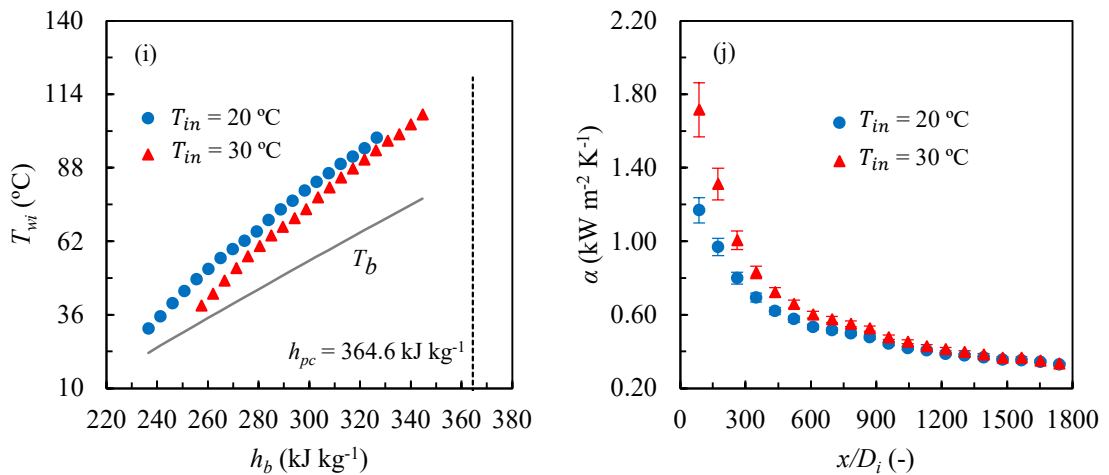 (i)
140
114
88
62
36
10
T_wi (ºC)
T_in = 20 ºC
T_in = 30 ºC
T_b
h_pc = 364.6 kJ kg⁻¹
220 240 260 280 300 320 340 360 380
h_b (kJ kg⁻¹)
(j)
2.20
1.80
1.40
1.00
0.60
0.20
α (kW m⁻² K⁻¹)
T_in = 20 ºC
T_in = 30 ºC
0 300 600 900 1200 1500 1800
x/D_i (-)